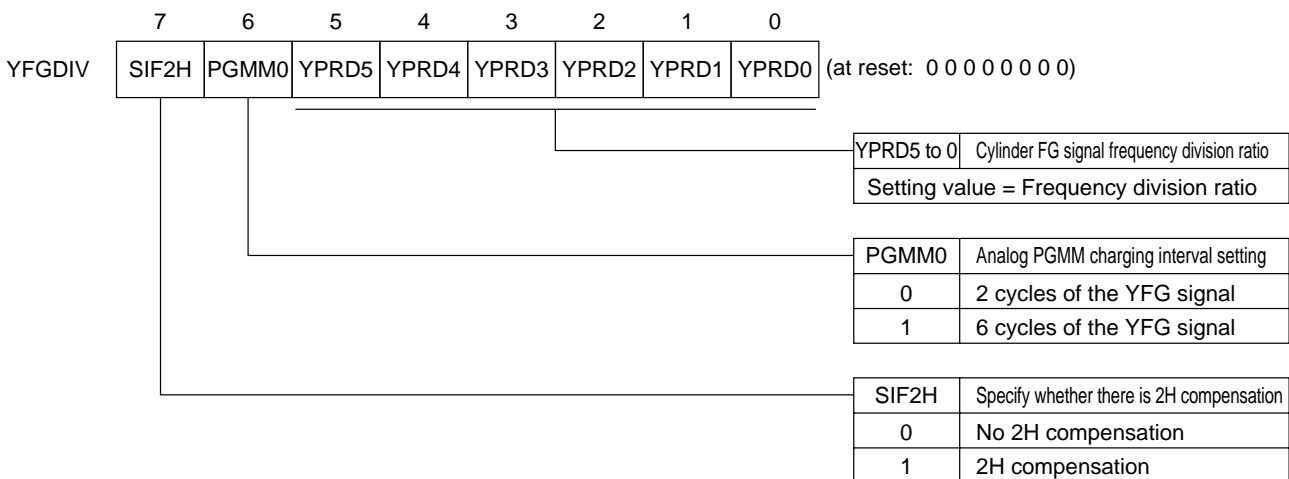 7 6 5 4 3 2 1 0
YFGDIV SIF2H PGMM0 YPRD5 YPRD4 YPRD3 YPRD2 YPRD1 YPRD0 (at reset: 0 0 0 0 0 0 0 0)
YPRD5 to 0 Cylinder FG signal frequency division ratio
Setting value = Frequency division ratio
PGMM0 Analog PGMM charging interval setting
0 2 cycles of the YFG signal
1 6 cycles of the YFG signal
SIF2H Specify whether there is 2H compensation
0 No 2H compensation
1 2H compensation